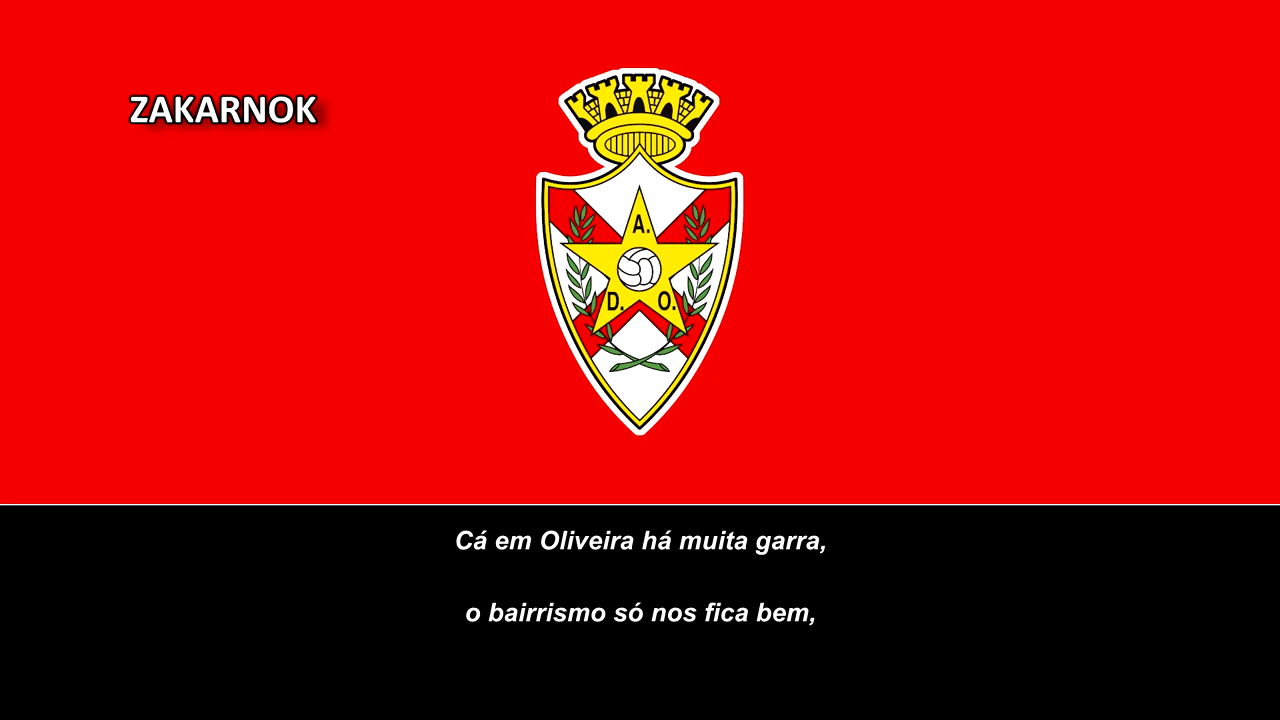 ZAKARNOK
A.
D. O.
Cá em Oliveira há muita garra,
o bairrismo só nos fica bem,